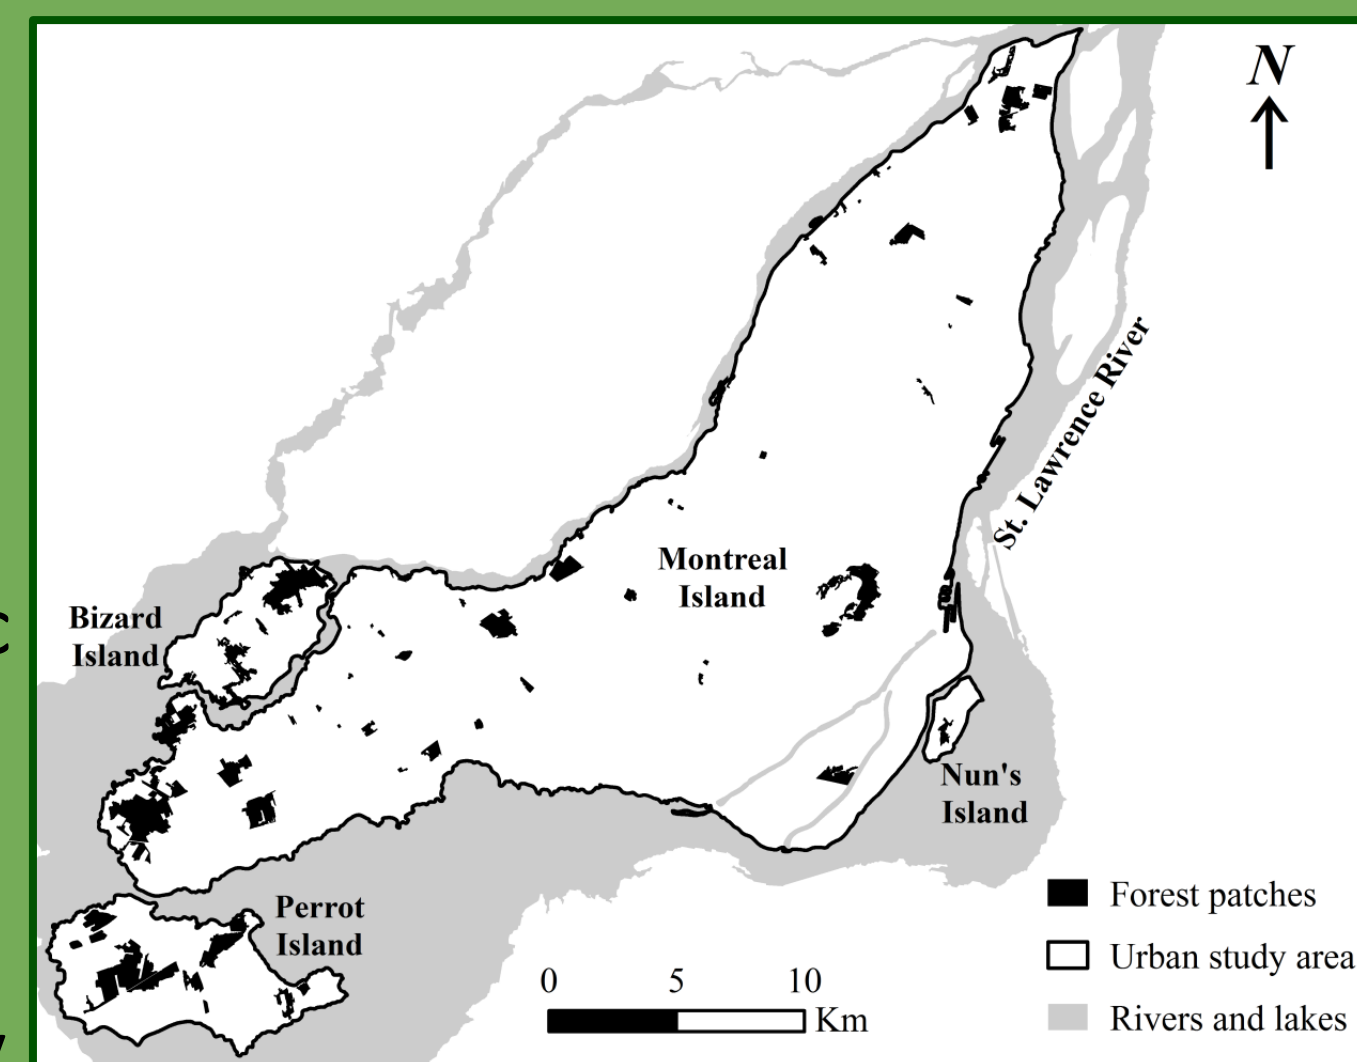 N
St. Lawrence River
Montreal
Island
Bizard
Island
Nun's
Island
Perrot
Island
0 5 10
Km
Forest patches
Urban study area
Rivers and lakes